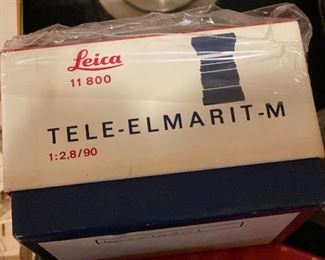 Leica
11 800
TELE-ELMARIT-M
1:2,8/90